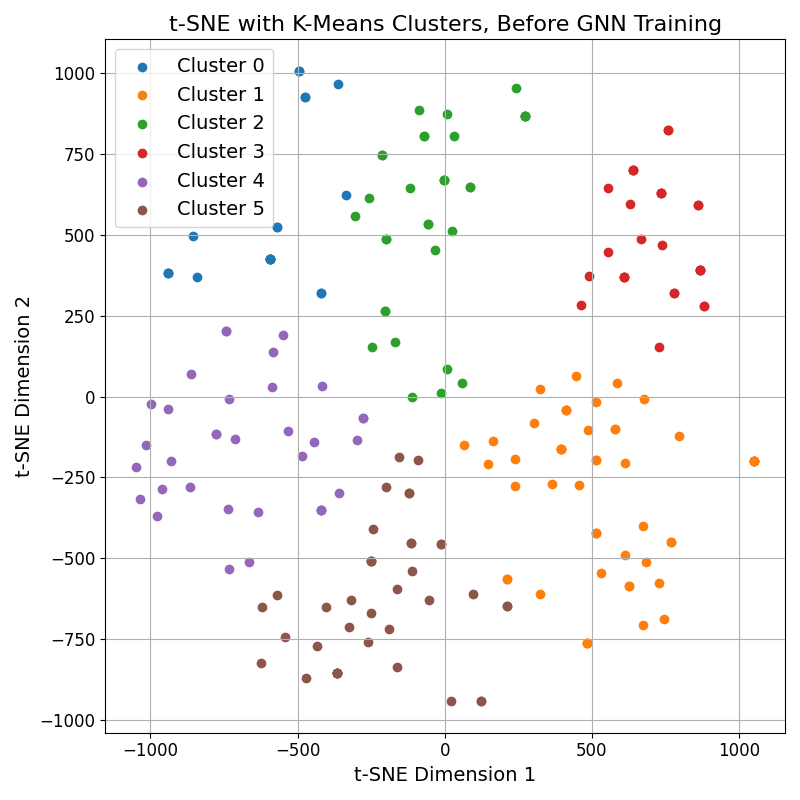 t-SNE with K-Means Clusters, Before GNN Training
Cluster 0
Cluster 1
Cluster 2
Cluster 3
Cluster 4
Cluster 5
1000
750
500
250
0
−250
−500
−750
−1000
t-SNE Dimension 2
−1000
−500
0
500
1000
t-SNE Dimension 1